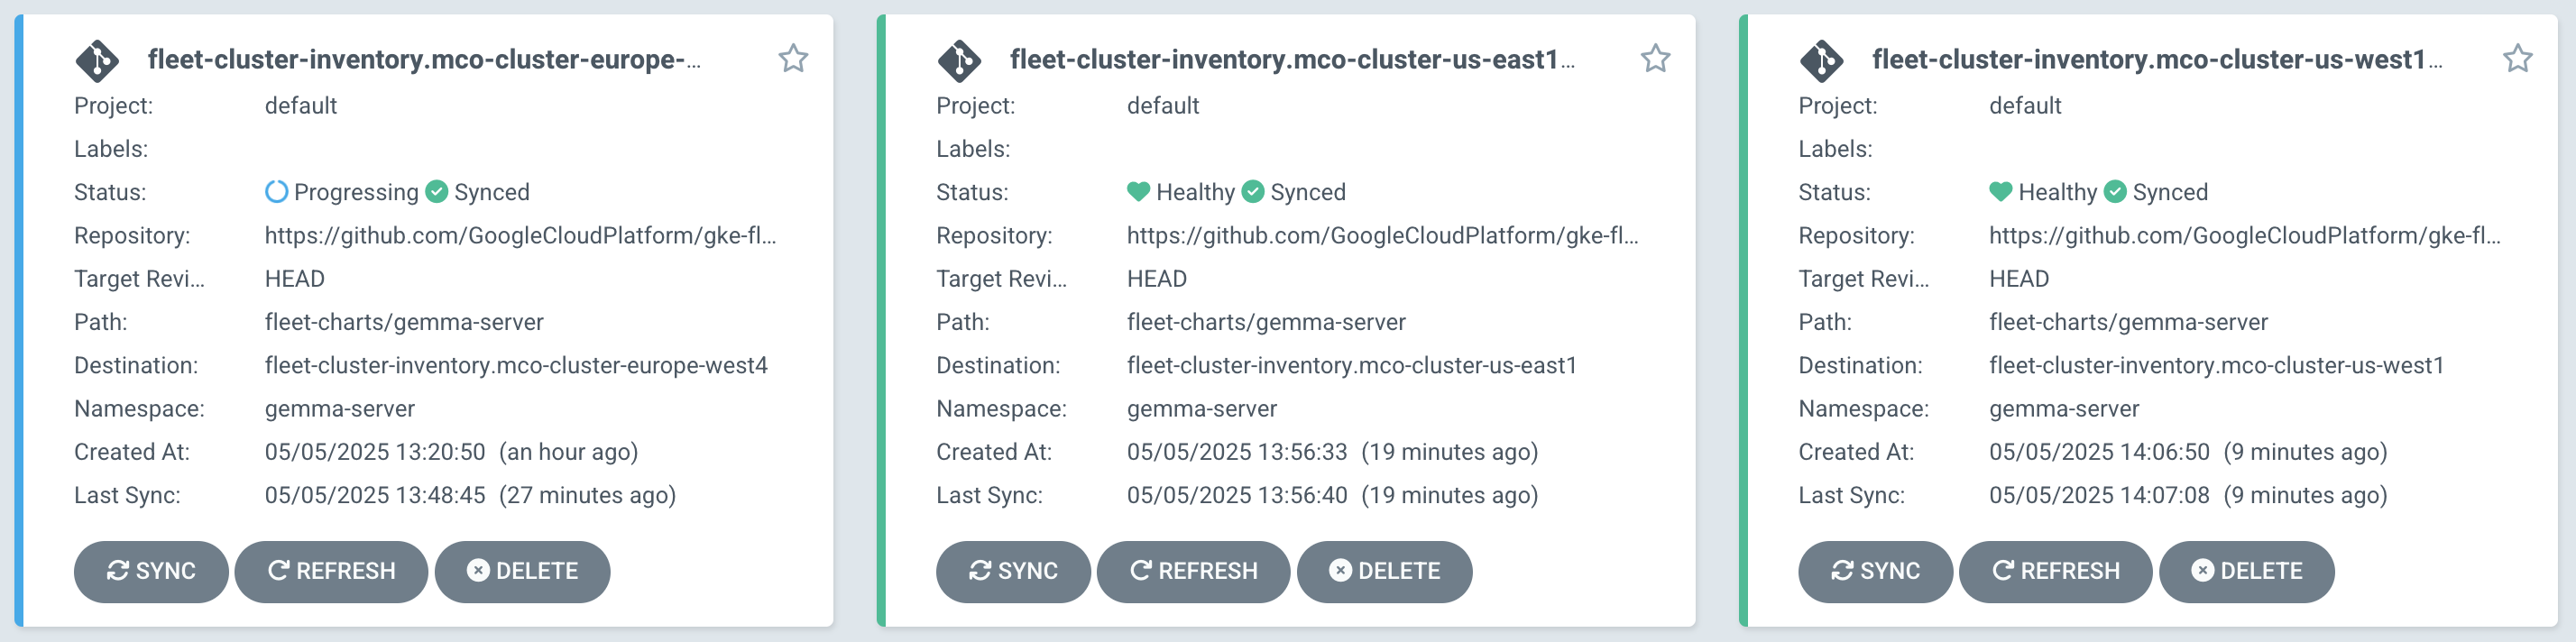 fleet-cluster-inventory.mco-cluster-europe-...
Project: default
Labels:
Status: Progressing Synced
Repository: https://github.com/GoogleCloudPlatform/gke-fl...
Target Revi... HEAD
Path: fleet-charts/gemma-server
Destination: fleet-cluster-inventory.mco-cluster-europe-west4
Namespace: gemma-server
Created At: 05/05/2025 13:20:50 (an hour ago)
Last Sync: 05/05/2025 13:48:45 (27 minutes ago)
SYNC REFRESH DELETE
fleet-cluster-inventory.mco-cluster-us-east1...
Project: default
Labels:
Status: Healthy Synced
Repository: https://github.com/GoogleCloudPlatform/gke-fl...
Target Revi... HEAD
Path: fleet-charts/gemma-server
Destination: fleet-cluster-inventory.mco-cluster-us-east1
Namespace: gemma-server
Created At: 05/05/2025 13:56:33 (19 minutes ago)
Last Sync: 05/05/2025 13:56:40 (19 minutes ago)
SYNC REFRESH DELETE
fleet-cluster-inventory.mco-cluster-us-west1...
Project: default
Labels:
Status: Healthy Synced
Repository: https://github.com/GoogleCloudPlatform/gke-fl...
Target Revi... HEAD
Path: fleet-charts/gemma-server
Destination: fleet-cluster-inventory.mco-cluster-us-west1
Namespace: gemma-server
Created At: 05/05/2025 14:06:50 (9 minutes ago)
Last Sync: 05/05/2025 14:07:08 (9 minutes ago)
SYNC REFRESH DELETE